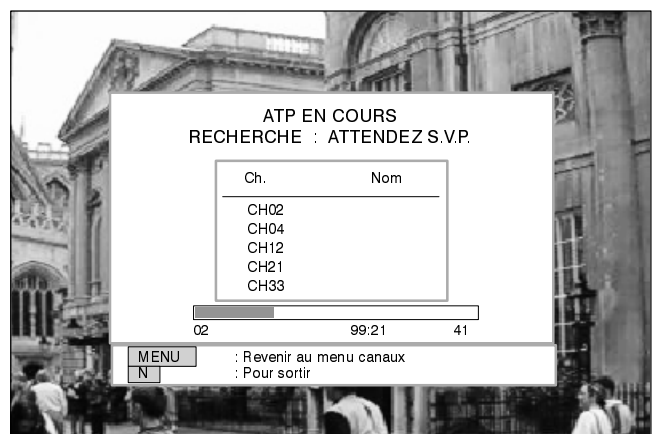 ATP EN COURS
RECHERCHE : ATTENDEZ S.V.P.
Ch. Nom
CH02
CH04
CH12
CH21
CH33
02 99:21 41
MENU : Revenir au menu canaux
N : Pour sortir